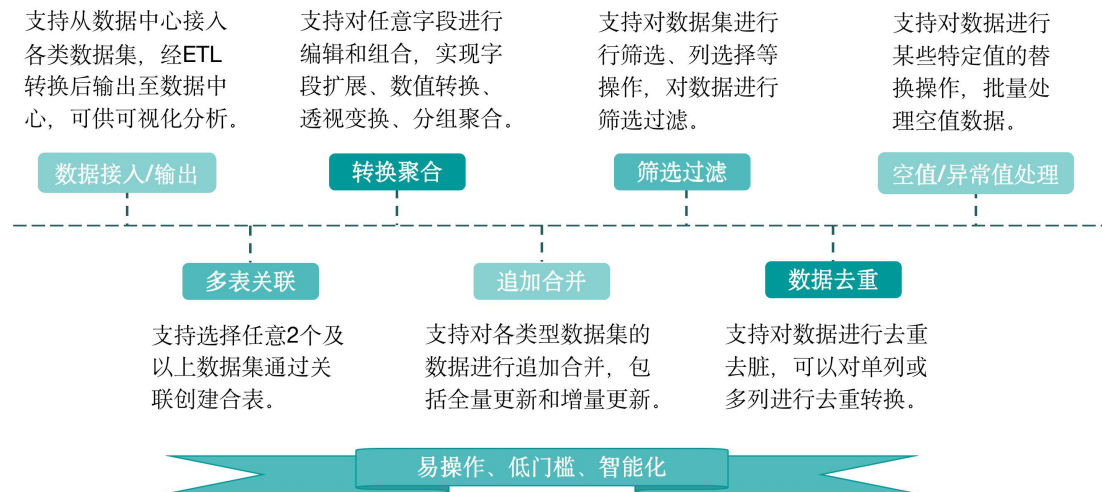 支持从数据中心接入
各类数据集，经ETL
转换后输出至数据中
心，可供可视化分析。
数据接入/输出
支持对任意字段进行
编辑和组合，实现字
段扩展、数值转换、
透视变换、分组聚合。
转换聚合
支持对数据集进行
行筛选、列选择等
操作，对数据进行
筛选过滤。
筛选过滤
支持对数据进行
某些特定值的替
换操作，批量处
理空值数据。
空值/异常值处理
多表关联
支持选择任意2个及
以上数据集通过关
联创建合表。
追加合并
支持对各类型数据集的
数据进行追加合并，包
括全量更新和增量更新。
数据去重
支持对数据进行去重
去脏，可以对单列或
多列进行去重转换。
易操作、低门槛、智能化